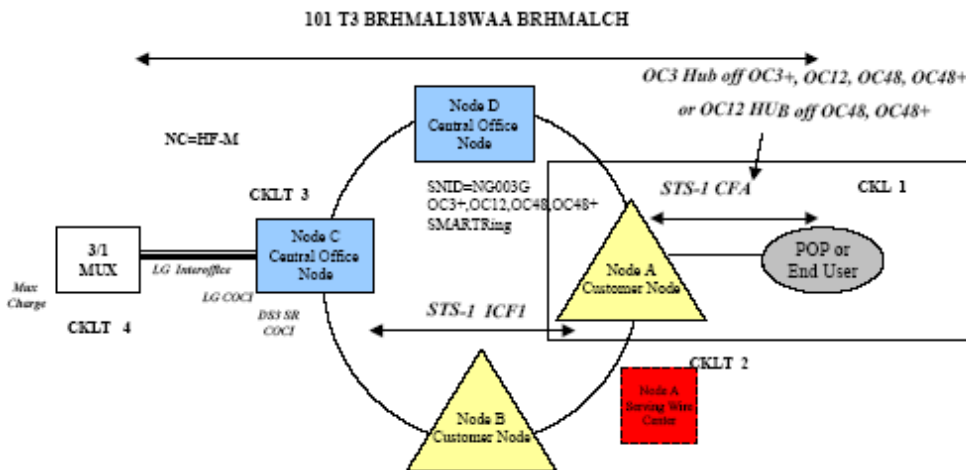 101 T3 BRHMAL18WAA BRHMALCH
OC3 Hub off OC3+, OC12, OC48, OC48+
or OC12 HUB off OC48, OC48+
Node D
Central Office
Node
NC=HF-M
SNID=NG003G
OC3+,OC12,OC48,OC48+
SMARTRing
STS-1 CFA
CKL 1
CKLT 3
3/1
MUX
LG Interoffice
Node C
Central Office
Node
Node A
Customer Node
POP or
End User
Mux
Charge
LG COCI
CKLT 4
DS3 SR
COCI
STS-1 ICF1
CKLT 2
Node A
Serving Wire
Center
Node B
Customer Node